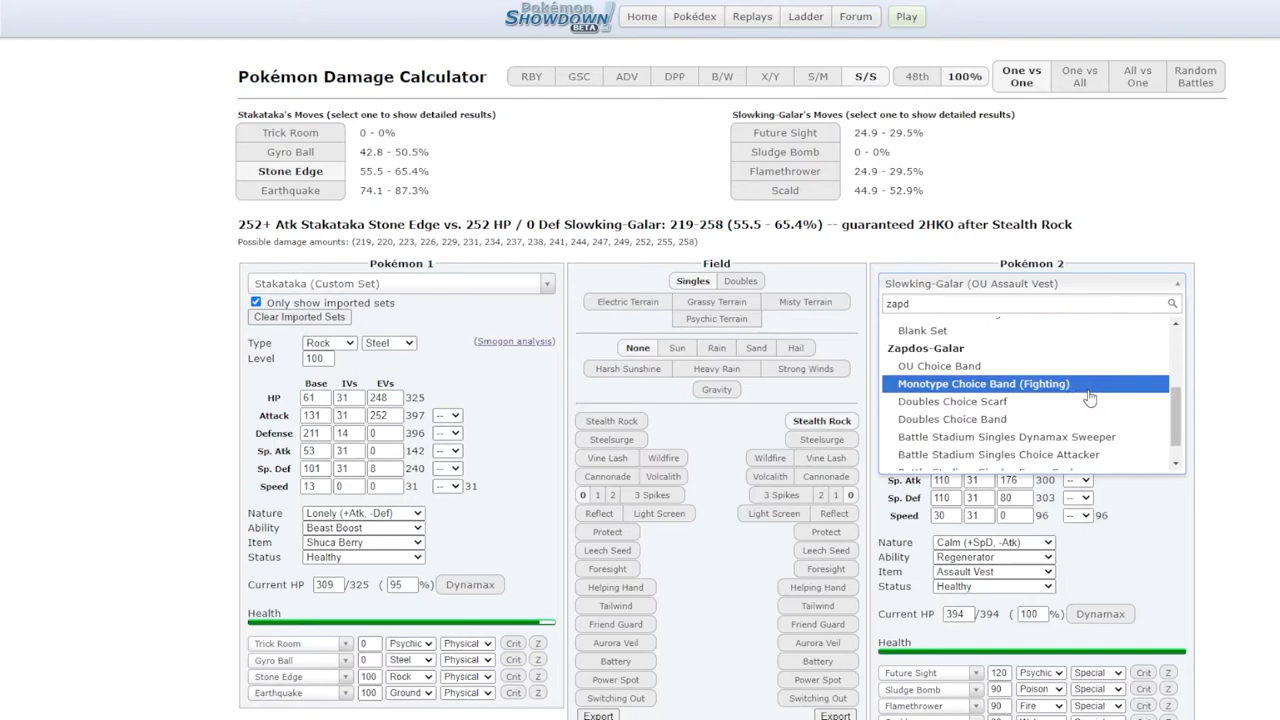 Pokémon SHOWDOWN! BETA Home Pokédex Replays Ladder Forum Play
Pokémon Damage Calculator RBY GSC ADV DPP B/W X/Y S/M S/S 48th 100% One vs One One vs All All vs One Random Battles
Stakataka's Moves (select one to show detailed results) Slowking-Galar's Moves (select one to show detailed results)
Trick Room 0 - 0% Future Sight 24.9 - 29.5%
Gyro Ball 42.8 - 50.5% Sludge Bomb 0 - 0%
Stone Edge 55.5 - 65.4% Flamethrower 24.9 - 29.5%
Earthquake 74.1 - 87.3% Scald 44.9 - 52.9%
252+ Atk Stakataka Stone Edge vs. 252 HP / 0 Def Slowking-Galar: 219-258 (55.5 - 65.4%) -- guaranteed 2HKO after Stealth Rock
Possible damage amounts: (219, 220, 223, 226, 229, 231, 234, 237, 238, 241, 244, 247, 249, 252, 255, 258)
Pokémon 1
Stakataka (Custom Set)
Only show imported sets
Clear Imported Sets
Type Rock Steel (Smogon analysis)
Level 100
Base IVs EVs
HP: 61 31 248 325
Attack: 131 31 252 397 --
Defense: 211 14 0 396 --
Sp. Atk: 53 31 0 142 --
Sp. Def: 101 31 8 240 --
Speed: 13 0 0 31 -- 31
Nature: Lonely (+Atk, -Def)
Ability: Beast Boost
Item: Shuca Berry
Status: Healthy
Current HP 309 /325 ( 95 %) Dynamax
Health
Trick Room 0 Psychic Physical Crit Z
Gyro Ball 0 Steel Physical Crit Z
Stone Edge 100 Rock Physical Crit Z
Earthquake 100 Ground Physical Crit Z
Field
Singles Doubles
Electric Terrain Grassy Terrain Misty Terrain
Psychic Terrain
None Sun Rain Sand Hail
Harsh Sunshine Heavy Rain Strong Winds
Gravity
Stealth Rock Stealth Rock
Steelsurge Steelsurge
Vine Lash Wildfire Wildfire Vine Lash
Cannonade Volcalith Volcalith Cannonade
0 1 2 3 Spikes 3 Spikes 2 1 0
Reflect Light Screen Light Screen Reflect
Protect Protect
Leech Seed Leech Seed
Foresight Foresight
Helping Hand Helping Hand
Tailwind Tailwind
Friend Guard Friend Guard
Aurora Veil Aurora Veil
Battery Battery
Power Spot Power Spot
Switching Out Switching Out
Export Export
Pokémon 2
Slowking-Galar (OU Assault Vest)
zapd
Blank Set
Zapdos-Galar
OU Choice Band
Monotype Choice Band (Fighting)
Doubles Choice Scarf
Doubles Choice Band
Battle Stadium Singles Dynamax Sweeper
Battle Stadium Singles Choice Attacker
Sp. Atk: 110 31 176 300 --
Sp. Def: 110 31 80 303 --
Speed: 30 31 0 96 -- 96
Nature: Calm (+SpD, -Atk)
Ability: Regenerator
Item: Assault Vest
Status: Healthy
Current HP 394 /394 ( 100 %) Dynamax
Health
Future Sight 120 Psychic Special Crit Z
Sludge Bomb 90 Poison Special Crit Z
Flamethrower 90 Fire Special Crit Z